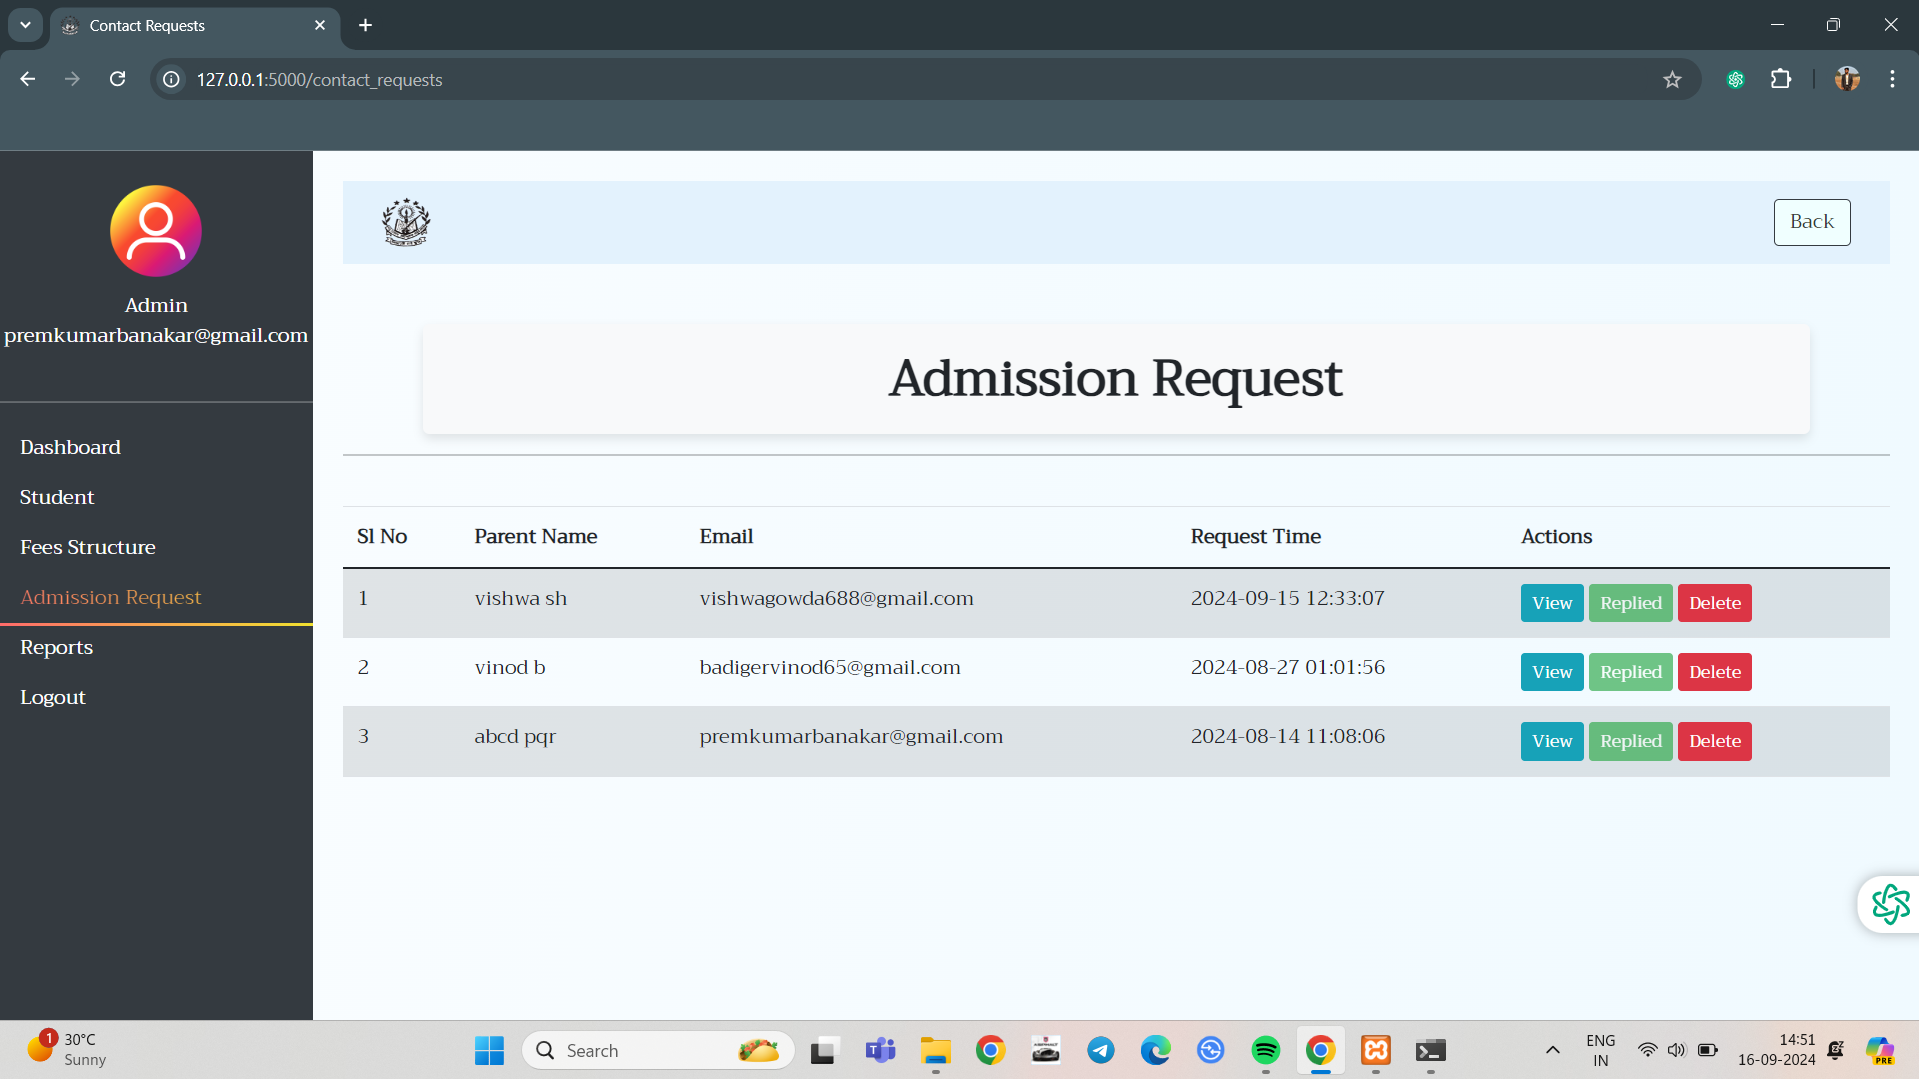 Contact Requests
127.0.0.1:5000/contact_requests
Back
Admin
premkumarbanakar@gmail.com
Admission Request
Dashboard
Student
Fees Structure
Admission Request
Reports
Logout
Sl No Parent Name Email Request Time Actions
1 vishwa sh vishwagowda688@gmail.com 2024-09-15 12:33:07 View Replied Delete
2 vinod b badigervinod65@gmail.com 2024-08-27 01:01:56 View Replied Delete
3 abcd pqr premkumarbanakar@gmail.com 2024-08-14 11:08:06 View Replied Delete
1
30°C
Sunny
Search
ENG
IN
14:51
16-09-2024
PRE